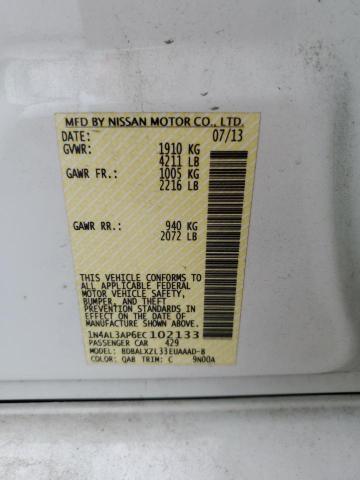 MFD BY NISSAN MOTOR CO., LTD.
DATE: 07/13
GVWR: 1910 KG
4211 LB
GAWR FR.: 1005 KG
2216 LB
GAWR RR.: 940 KG
2072 LB
THIS VEHICLE CONFORMS TO
ALL APPLICABLE FEDERAL
MOTOR VEHICLE SAFETY,
BUMPER, AND THEFT
PREVENTION STANDARDS
IN EFFECT ON THE DATE OF
MANUFACTURE SHOWN ABOVE.
1N4AL3AP6EC102133
PASSENGER CAR 429
MODEL: BDBALXZL33EUAAAD-B
COLOR: QAB TRIM: C 9N00A